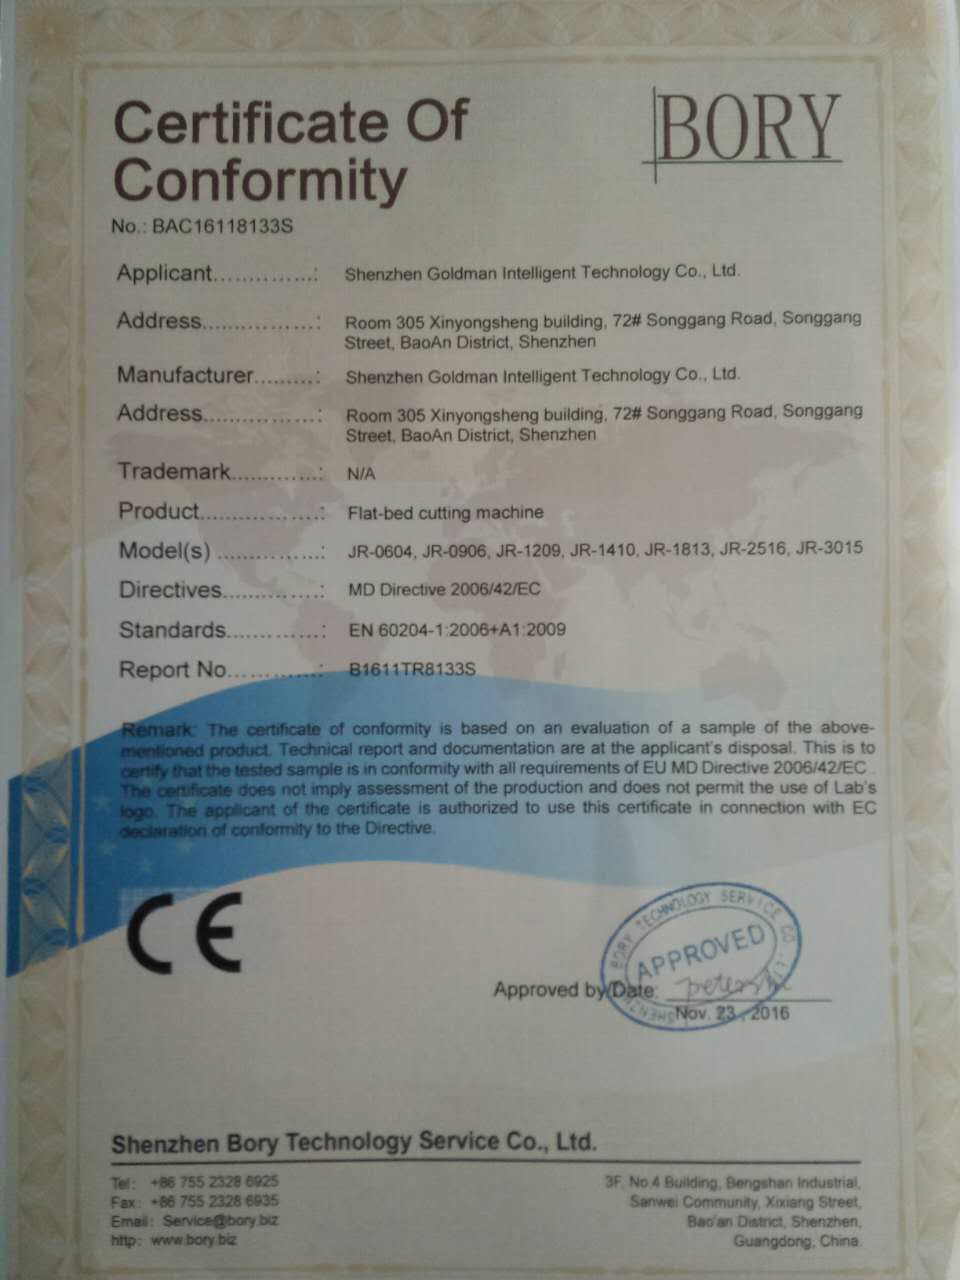 Certificate Of
Conformity
BORY
No.: BAC16118133S
Applicant..............: Shenzhen Goldman Intelligent Technology Co., Ltd.
Address................: Room 305 Xinyongsheng building, 72# Songgang Road, Songgang
Street, BaoAn District, Shenzhen
Manufacturer.........: Shenzhen Goldman Intelligent Technology Co., Ltd.
Address................: Room 305 Xinyongsheng building, 72# Songgang Road, Songgang
Street, BaoAn District, Shenzhen
Trademark.............: N/A
Product.................: Flat-bed cutting machine
Model(s) ...............: JR-0604, JR-0906, JR-1209, JR-1410, JR-1813, JR-2516, JR-3015
Directives..............: MD Directive 2006/42/EC
Standards..............: EN 60204-1:2006+A1:2009
Report No.............: B1611TR8133S
Remark: The certificate of conformity is based on an evaluation of a sample of the above-
mentioned product. Technical report and documentation are at the applicant's disposal. This is to
certify that the tested sample is in conformity with all requirements of EU MD Directive 2006/42/EC .
The certificate does not imply assessment of the production and does not permit the use of Lab's
logo. The applicant of the certificate is authorized to use this certificate in connection with EC
declaration of conformity to the Directive.
CE
SHENZHEN BORY TECHNOLOGY SERVICE CO., LTD.
APPROVED
Approved by/Date:
Nov. 23 , 2016
Shenzhen Bory Technology Service Co., Ltd.
Tel: +86 755 2328 6925
Fax: +86 755 2328 6935
Email: Service@bory.biz
http: www.bory.biz
3F, No.4 Building, Bengshan Industrial,
Sanwei Community, Xixiang Street,
Bao'an District, Shenzhen,
Guangdong, China.